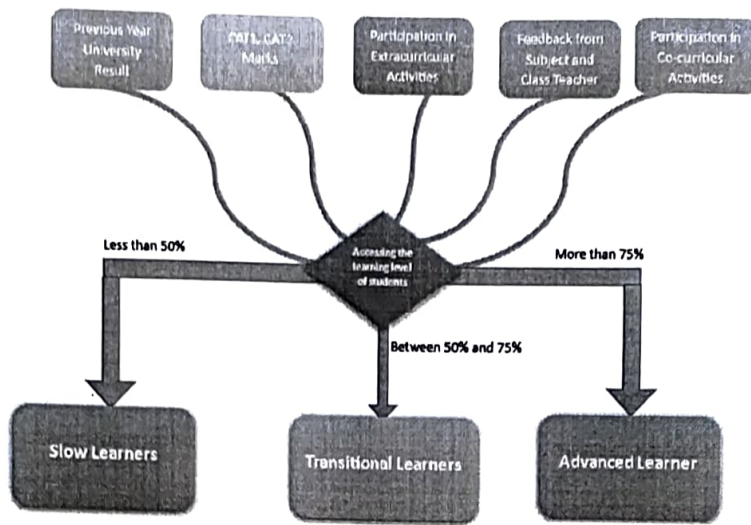 Previous Year
University
Result
CAT1, CAT2
Marks
Participation in
Extracurricular
Activities
Feedback from
Subject and
Class Teacher
Participation in
Co-curricular
Activities
Less than 50%
Accessing the
learning level
of students
More than 75%
Between 50% and 75%
Slow Learners
Transitional Learners
Advanced Learner